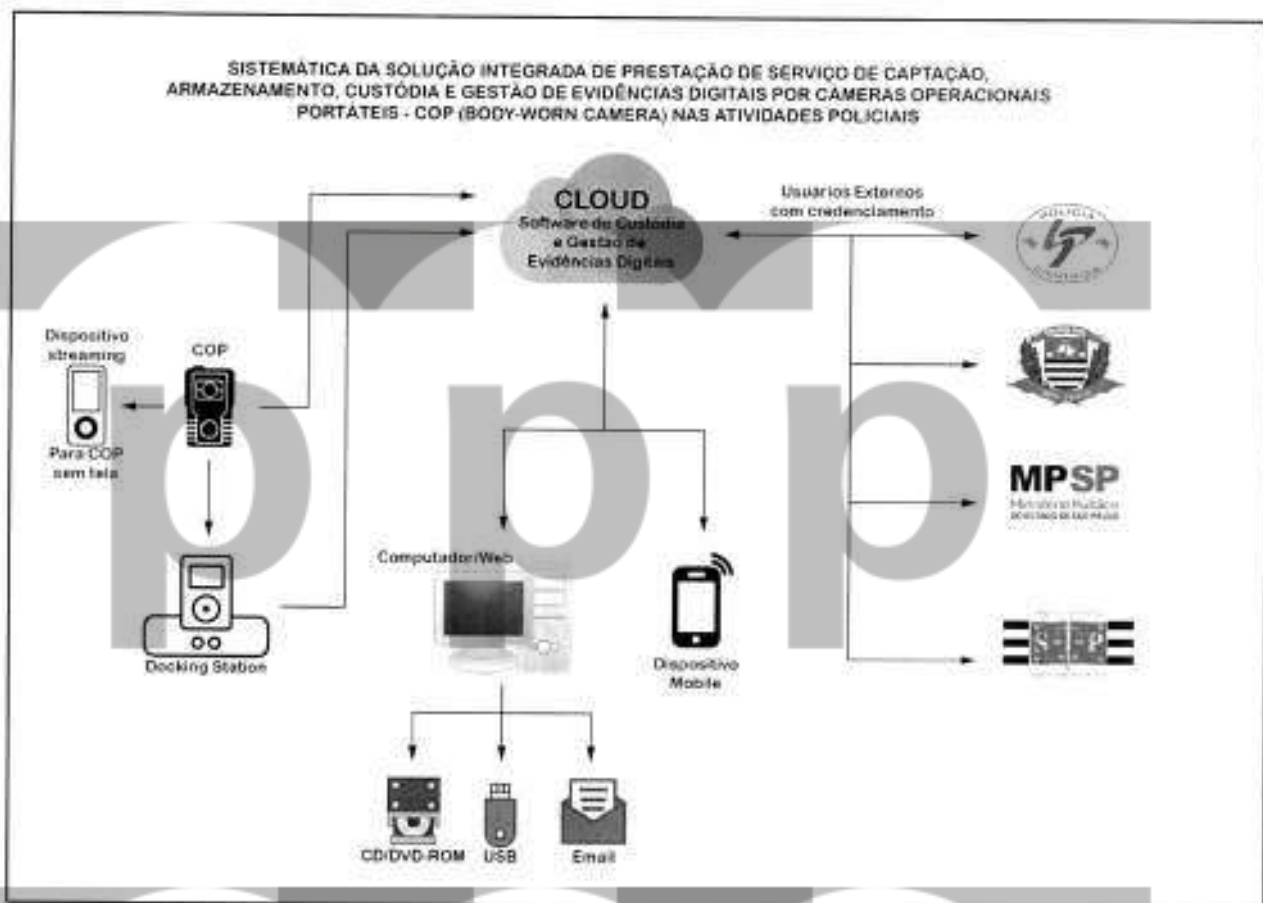 SISTEMÁTICA DA SOLUÇÃO INTEGRADA DE PRESTAÇÃO DE SERVIÇO DE CAPTAÇÃO,
ARMAZENAMENTO, CUSTÓDIA E GESTÃO DE EVIDÊNCIAS DIGITAIS POR CÂMERAS OPERACIONAIS
PORTÁTEIS - COP (BODY-WORN CAMERA) NAS ATIVIDADES POLICIAIS
CLOUD
Software de Custódia
e Gestão de
Evidências Digitais
Usuários Externos
com credenciamento
POLICIA
Dispositivo
streaming
COP
Para COP
sem tela
MPSP
Ministério Público
Computador/Web
Docking Station
Dispositivo
Mobile
S P
CD/DVD-ROM
USB
Email
p p p